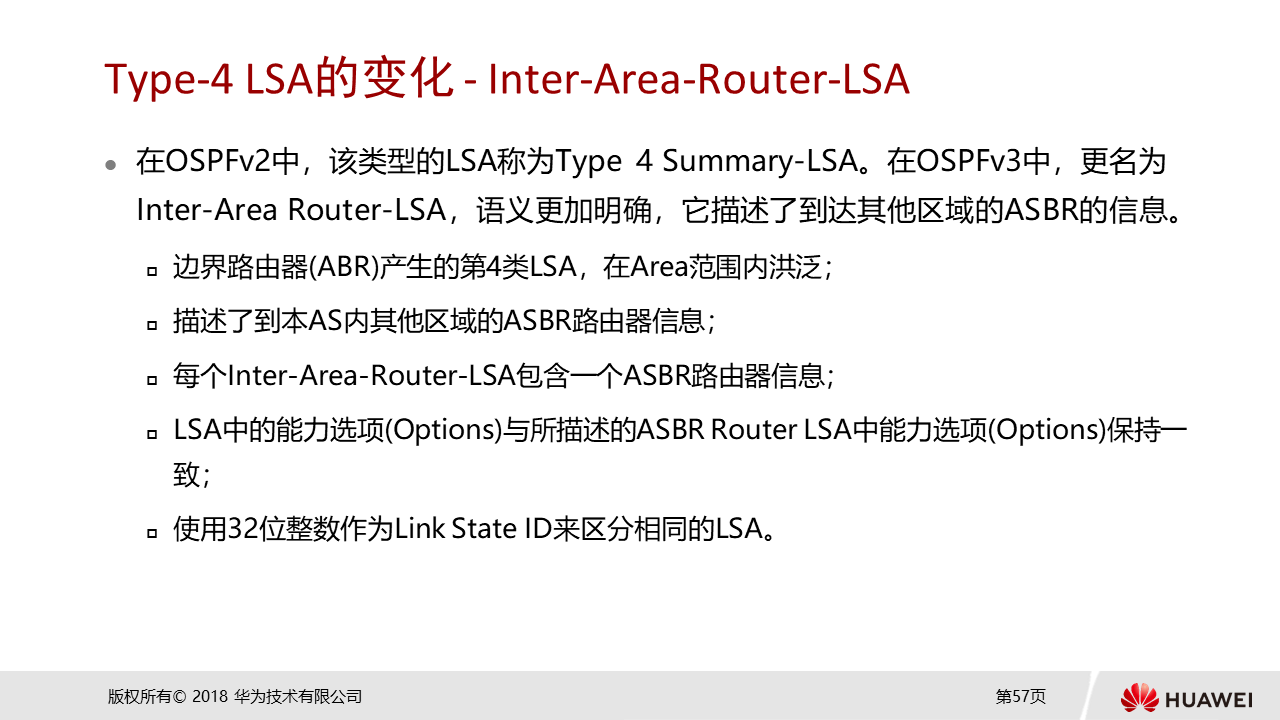 Type-4 LSA的变化 - Inter-Area-Router-LSA
在OSPFv2中，该类型的LSA称为Type 4 Summary-LSA。在OSPFv3中，更名为
Inter-Area Router-LSA，语义更加明确，它描述了到达其他区域的ASBR的信息。
边界路由器(ABR)产生的第4类LSA，在Area范围内洪泛；
描述了到本AS内其他区域的ASBR路由器信息；
每个Inter-Area-Router-LSA包含一个ASBR路由器信息；
LSA中的能力选项(Options)与所描述的ASBR Router LSA中能力选项(Options)保持一
致；
使用32位整数作为Link State ID来区分相同的LSA。
版权所有© 2018 华为技术有限公司
第57页
HUAWEI